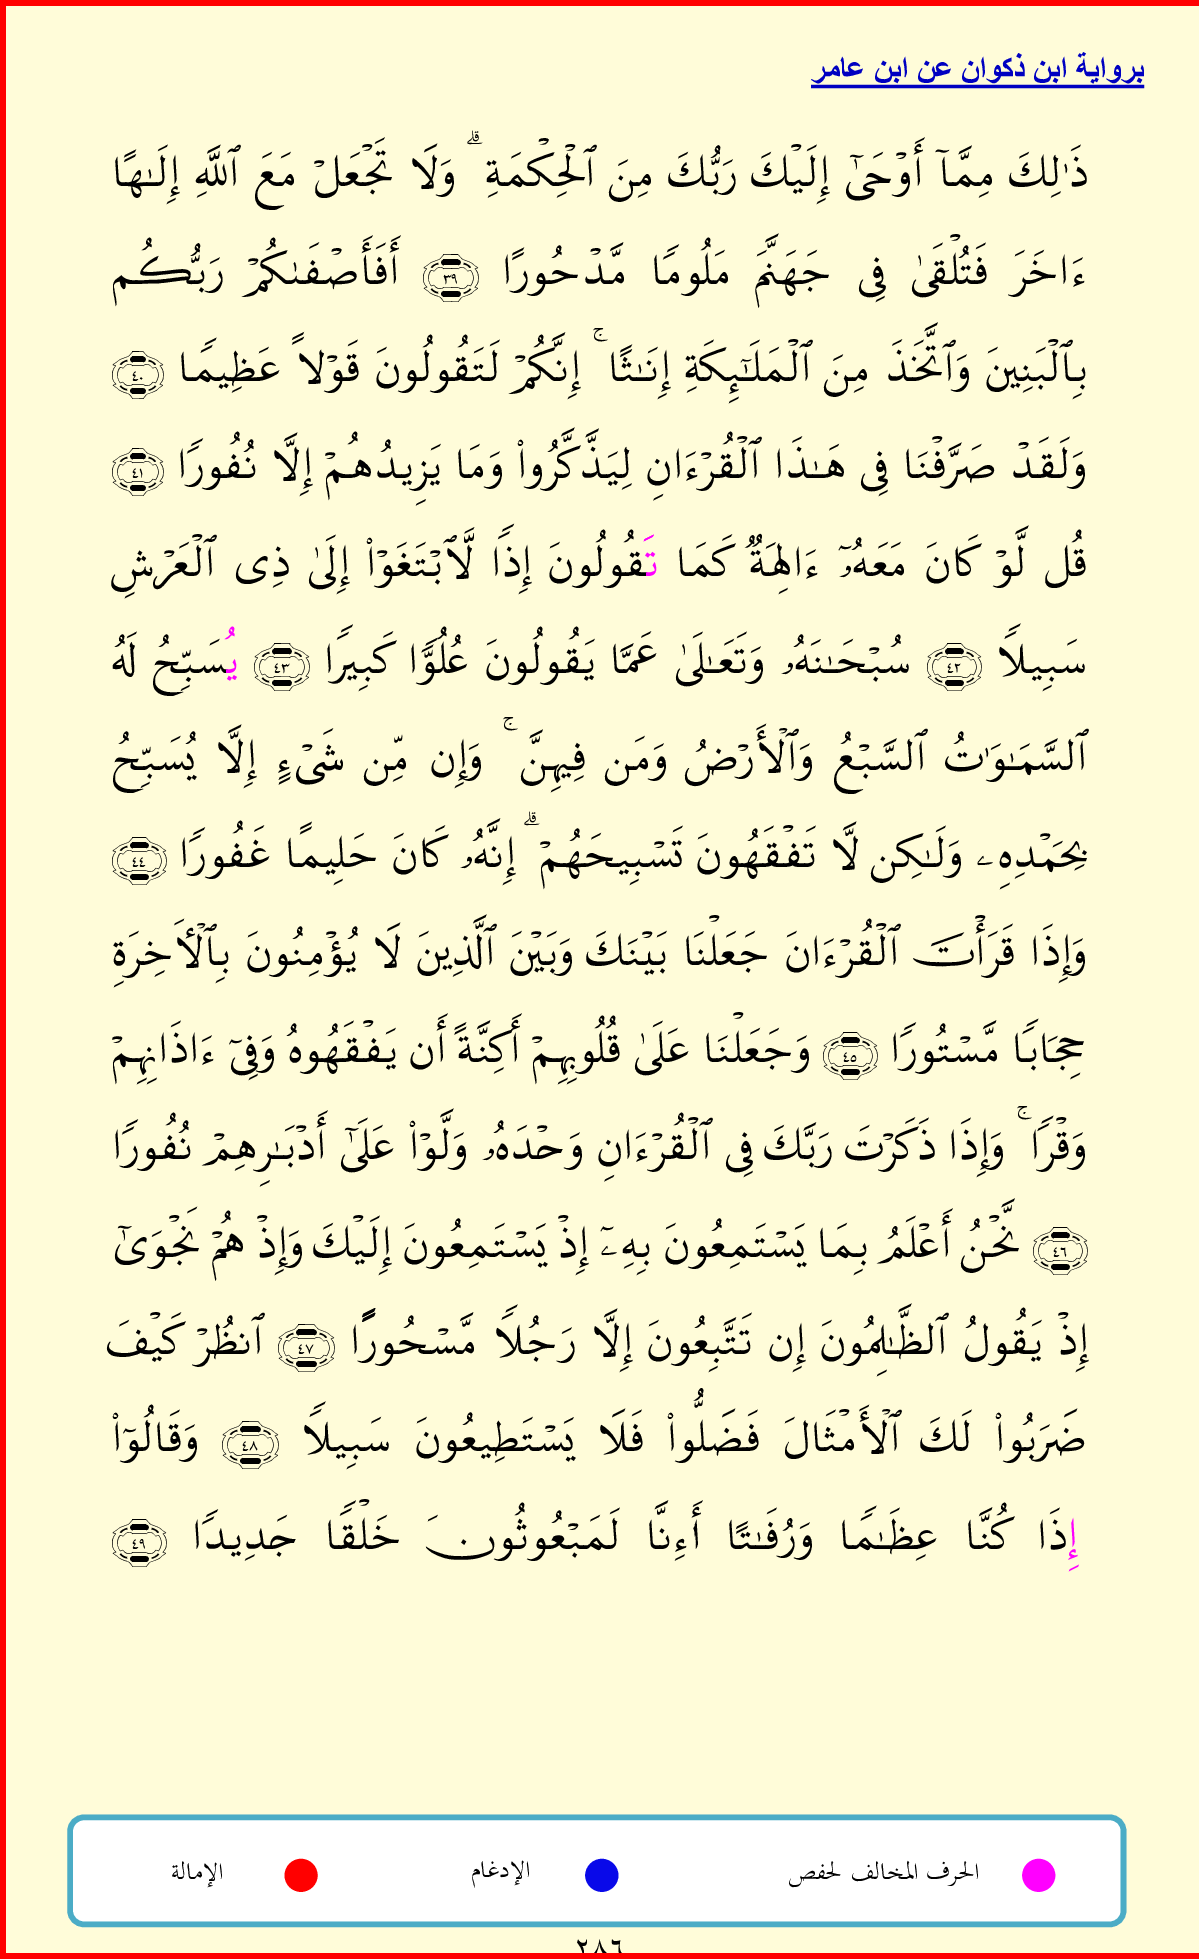 برواية ابن ذكوان عن ابن عامر
ذَٰلِكَ مِمَّآ أَوۡحَىٰٓ إِلَيۡكَ رَبُّكَ مِنَ ٱلۡحِكۡمَةِۗ وَلَا تَجۡعَلۡ مَعَ ٱللَّهِ إِلَـٰهًا
ءَاخَرَ فَتُلۡقَىٰ فِى جَهَنَّمَ مَلُومًا مَّدۡحُورًا ٣٩ أَفَأَصۡفَىٰكُمۡ رَبُّكُم
بِٱلۡبَنِينَ وَٱتَّخَذَ مِنَ ٱلۡمَلَـٰٓئِكَةِ إِنَـٰثًاۚ إِنَّكُمۡ لَتَقُولُونَ قَوۡلاً عَظِيمًا ٤٠
وَلَقَدۡ صَرَّفۡنَا فِى هَـٰذَا ٱلۡقُرۡءَانِ لِيَذَّكَّرُوا۟ وَمَا يَزِيدُهُمۡ إِلَّا نُفُورًا ٤١
قُل لَّوۡ كَانَ مَعَهُۥٓ ءَالِهَةٌ كَمَا تَقُولُونَ إِذًا لَّٱبۡتَغَوۡا۟ إِلَىٰ ذِى ٱلۡعَرۡشِ
سَبِيلاً ٤٢ سُبۡحَـٰنَهُۥ وَتَعَـٰلَىٰ عَمَّا يَقُولُونَ عُلُوًّا كَبِيرًا ٤٣ يُسَبِّحُ لَهُ
ٱلسَّمَـٰوَٰتُ ٱلسَّبۡعُ وَٱلۡأَرۡضُ وَمَن فِيهِنَّۚ وَإِن مِّن شَىۡءٍ إِلَّا يُسَبِّحُ
بِحَمۡدِهِۦ وَلَـٰكِن لَّا تَفۡقَهُونَ تَسۡبِيحَهُمۡۗ إِنَّهُۥ كَانَ حَلِيمًا غَفُورًا ٤٤
وَإِذَا قَرَأۡتَ ٱلۡقُرۡءَانَ جَعَلۡنَا بَيۡنَكَ وَبَيۡنَ ٱلَّذِينَ لَا يُؤۡمِنُونَ بِٱلۡأَخِرَةِ
حِجَابًا مَّسۡتُورًا ٤٥ وَجَعَلۡنَا عَلَىٰ قُلُوبِهِمۡ أَكِنَّةً أَن يَفۡقَهُوهُ وَفِىٓ ءَاذَانِهِمۡ
وَقۡرًاۚ وَإِذَا ذَكَرۡتَ رَبَّكَ فِى ٱلۡقُرۡءَانِ وَحۡدَهُۥ وَلَّوۡا۟ عَلَىٰٓ أَدۡبَـٰرِهِمۡ نُفُورًا
٤٦ نَّحۡنُ أَعۡلَمُ بِمَا يَسۡتَمِعُونَ بِهِۦٓ إِذۡ يَسۡتَمِعُونَ إِلَيۡكَ وَإِذۡ هُمۡ نَجۡوَىٰٓ
إِذۡ يَقُولُ ٱلظَّـٰلِمُونَ إِن تَتَّبِعُونَ إِلَّا رَجُلاً مَّسۡحُورًا ٤٧ ٱنظُرۡ كَيۡفَ
ضَرَبُوا۟ لَكَ ٱلۡأَمۡثَالَ فَضَلُّوا۟ فَلَا يَسۡتَطِيعُونَ سَبِيلاً ٤٨ وَقَالُوٓا۟
إِذَا كُنَّا عِظَـٰمًا وَرُفَـٰتًا أَءِنَّا لَمَبۡعُوثُونَ خَلۡقًا جَدِيدًا ٤٩
الحرف المخالف لحفص الإدغام الإمالة
٢٨٦